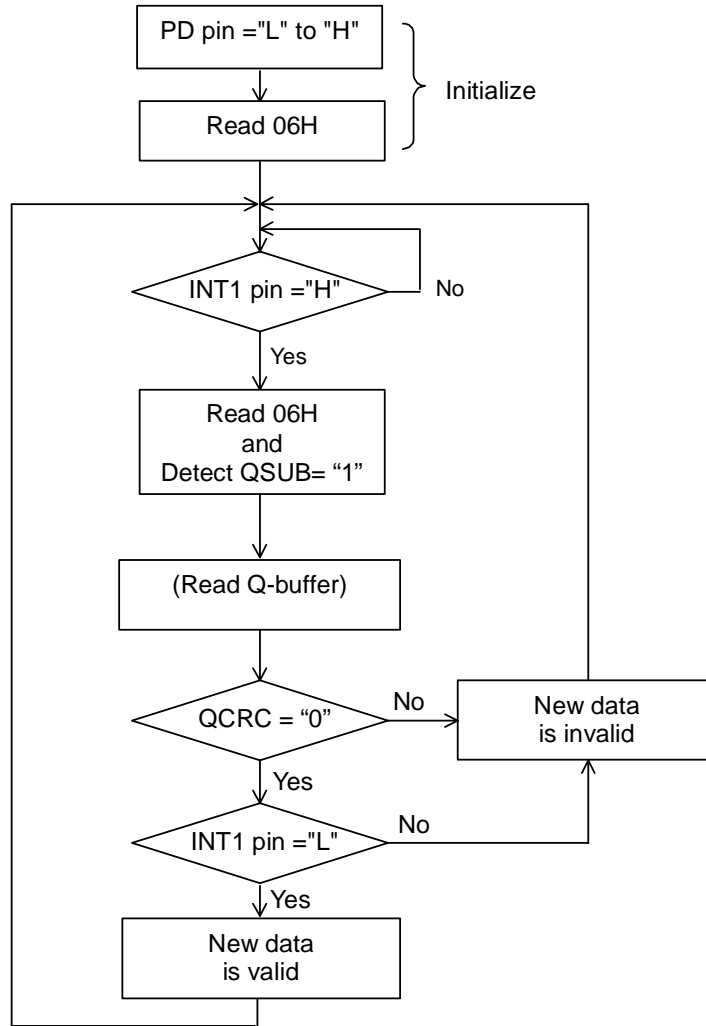 PD pin ="L" to "H"
Initialize
Read 06H
INT1 pin ="H"
No
Yes
Read 06H
and
Detect QSUB= “1”
(Read Q-buffer)
QCRC = “0”
No
New data
is invalid
Yes
INT1 pin ="L"
No
Yes
New data
is valid